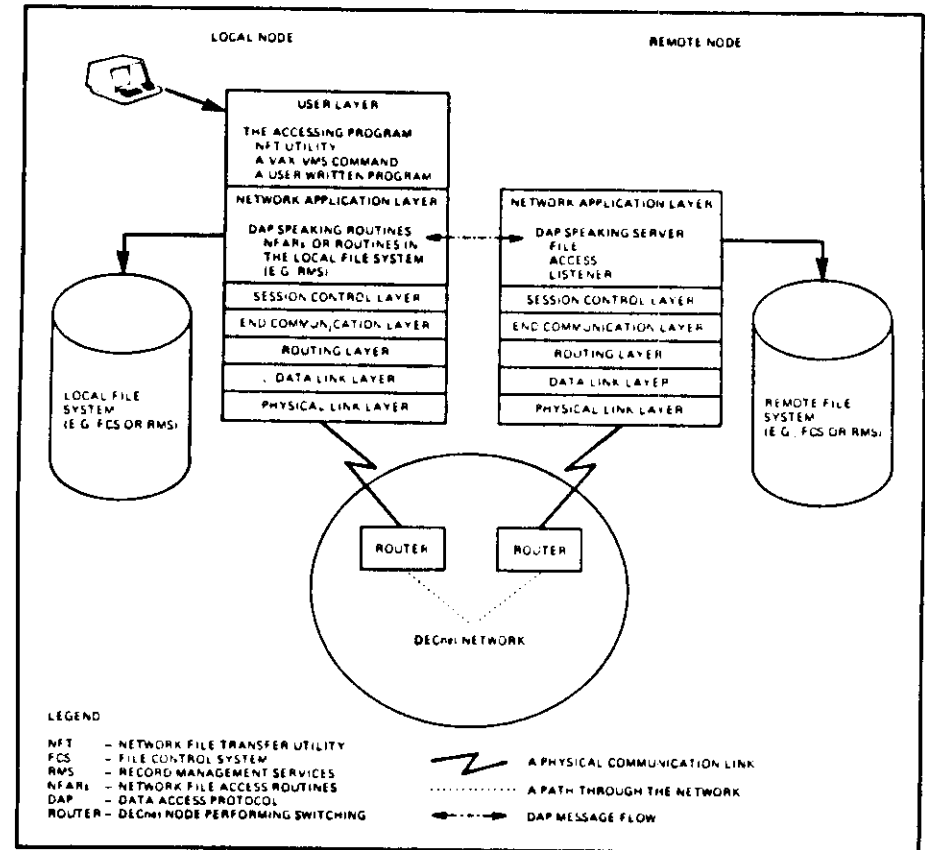 LOCAL NODE
REMOTE NODE
USER LAYER
THE ACCESSING PROGRAM
NFT UTILITY
A VAX VMS COMMAND
A USER WRITTEN PROGRAM
NETWORK APPLICATION LAYER
DAP SPEAKING ROUTINES
NFARs OR ROUTINES IN
THE LOCAL FILE SYSTEM
(E.G. RMS)
SESSION CONTROL LAYER
END COMMUNICATION LAYER
ROUTING LAYER
DATA LINK LAYER
PHYSICAL LINK LAYER
NETWORK APPLICATION LAYER
DAP SPEAKING SERVER
FILE
ACCESS
LISTENER
SESSION CONTROL LAYER
END COMMUNICATION LAYER
ROUTING LAYER
DATA LINK LAYER
PHYSICAL LINK LAYER
LOCAL FILE
SYSTEM
(E.G. FCS OR RMS)
REMOTE FILE
SYSTEM
(E.G., FCS OR RMS)
ROUTER
ROUTER
DECnet NETWORK
LEGEND
NFT – NETWORK FILE TRANSFER UTILITY
FCS – FILE CONTROL SYSTEM
RMS – RECORD MANAGEMENT SERVICES
NFARs – NETWORK FILE ACCESS ROUTINES
DAP – DATA ACCESS PROTOCOL
ROUTER – DECnet NODE PERFORMING SWITCHING
A PHYSICAL COMMUNICATION LINK
A PATH THROUGH THE NETWORK
DAP MESSAGE FLOW